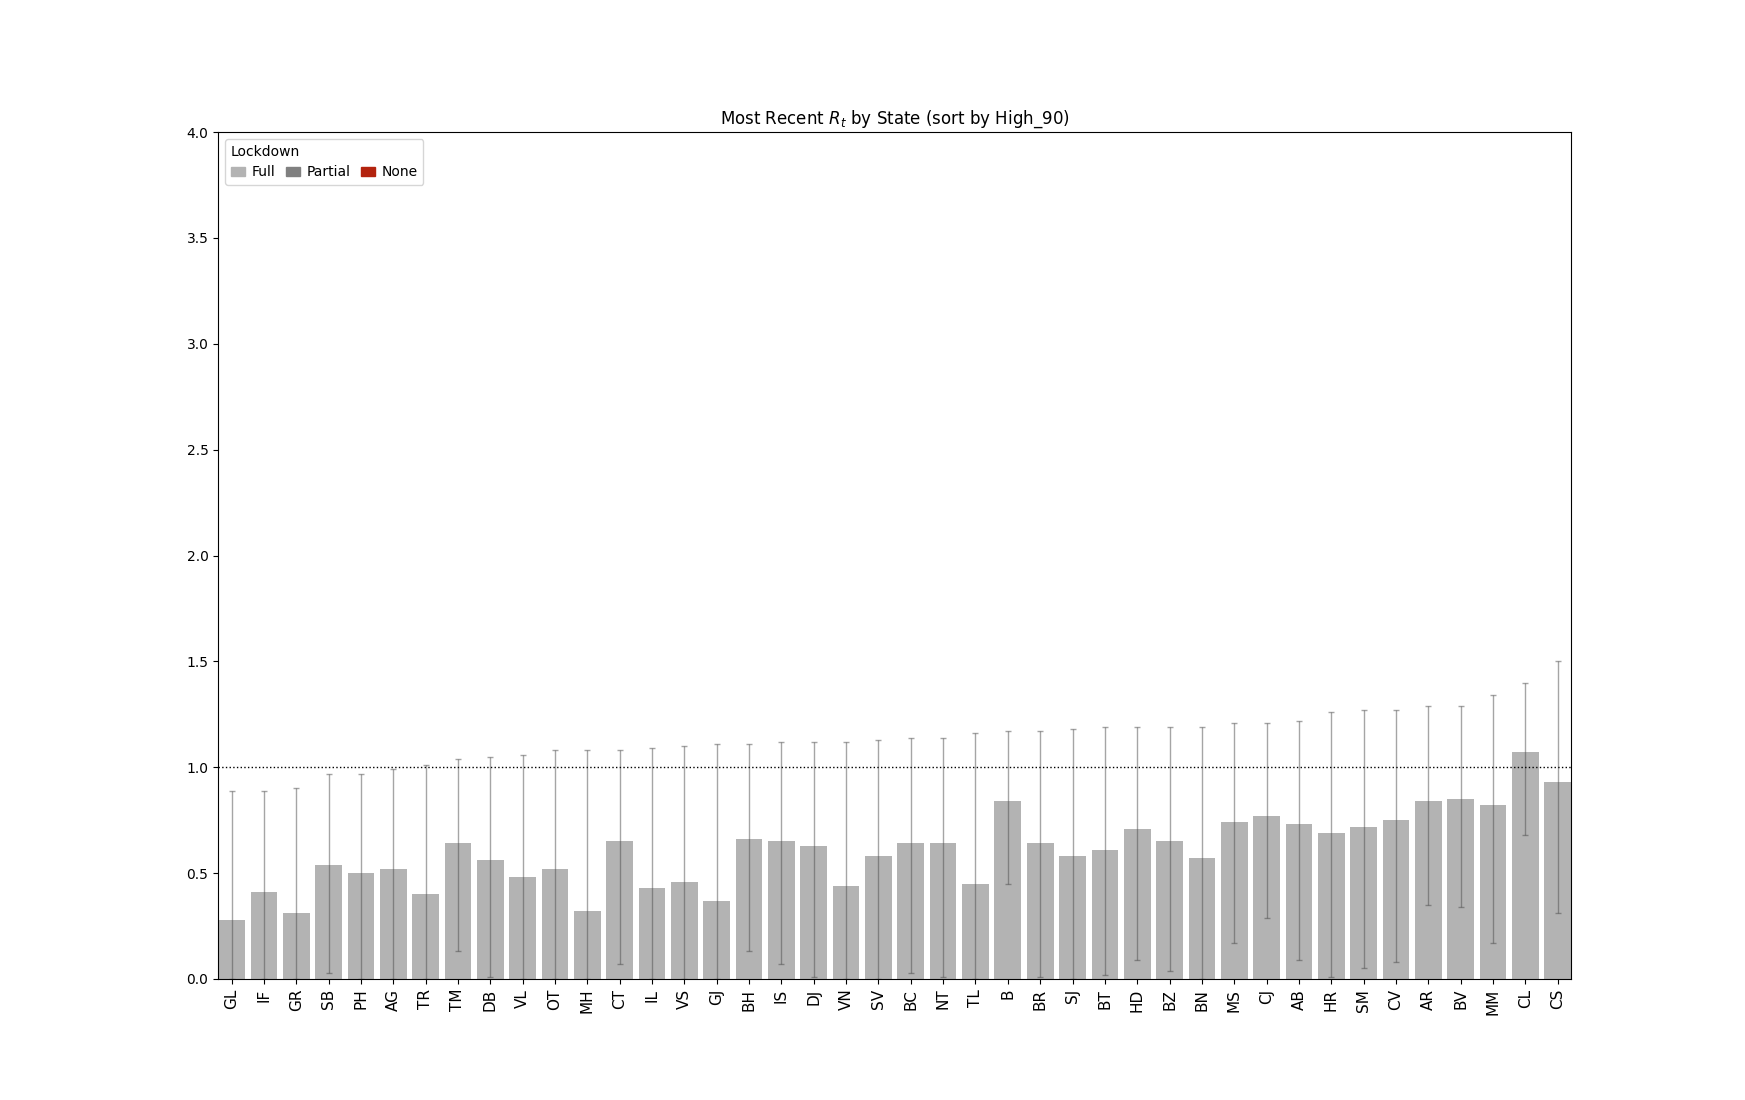 Most Recent R_t by State (sort by High_90)
Lockdown
Full Partial None
4.0
3.5
3.0
2.5
2.0
1.5
1.0
0.5
0.0
GL IF GR SB PH AG TR TM DB VL OT MH CT IL VS GJ BH IS DJ VN SV BC NT TL B BR SJ BT HD BZ BN MS CJ AB HR SM CV AR BV MM CL CS